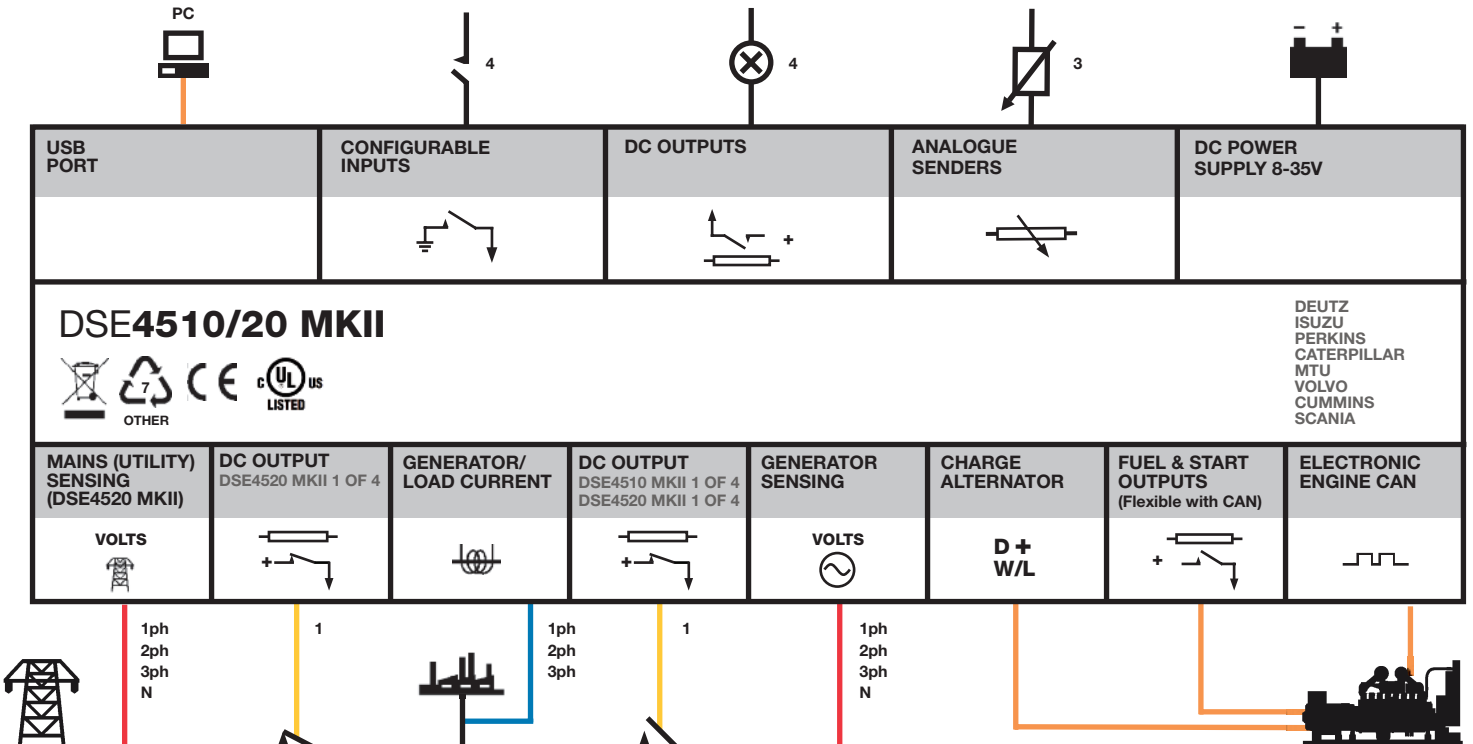 PC
4
4
3
- +
USB
PORT
CONFIGURABLE
INPUTS
DC OUTPUTS
ANALOGUE
SENDERS
DC POWER
SUPPLY 8-35V
+
DSE4510/20 MKII
7
OTHER
CE
c UL us
LISTED
DEUTZ
ISUZU
PERKINS
CATERPILLAR
MTU
VOLVO
CUMMINS
SCANIA
MAINS (UTILITY)
SENSING
(DSE4520 MKII)
VOLTS
DC OUTPUT
DSE4520 MKII 1 OF 4
+
GENERATOR/
LOAD CURRENT
DC OUTPUT
DSE4510 MKII 1 OF 4
DSE4520 MKII 1 OF 4
+
GENERATOR
SENSING
VOLTS
CHARGE
ALTERNATOR
D +
W/L
FUEL & START
OUTPUTS
(Flexible with CAN)
+
ELECTRONIC
ENGINE CAN
1ph
2ph
3ph
N
1
1ph
2ph
3ph
1
1ph
2ph
3ph
N